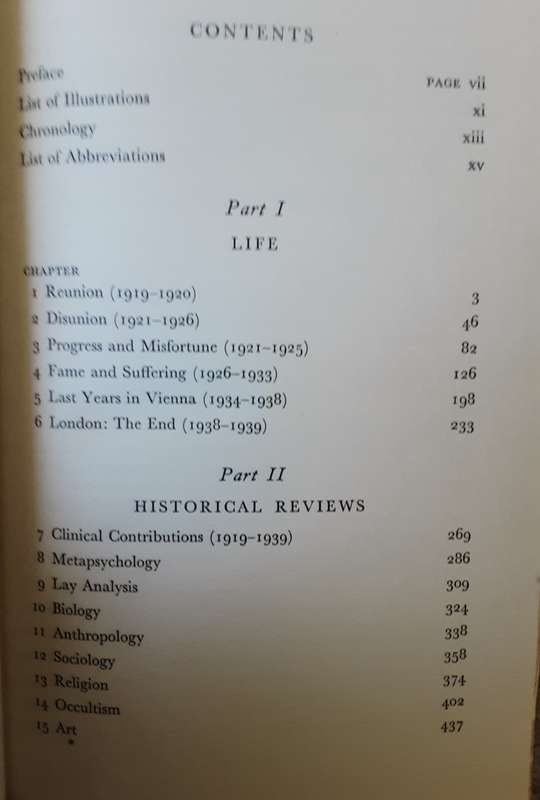 CONTENTS
Preface PAGE vii
List of Illustrations xi
Chronology xiii
List of Abbreviations xv
Part I
LIFE
CHAPTER
1 Reunion (1919–1920) 3
2 Disunion (1921–1926) 46
3 Progress and Misfortune (1921–1925) 82
4 Fame and Suffering (1926–1933) 126
5 Last Years in Vienna (1934–1938) 198
6 London: The End (1938–1939) 233
Part II
HISTORICAL REVIEWS
7 Clinical Contributions (1919–1939) 269
8 Metapsychology 286
9 Lay Analysis 309
10 Biology 324
11 Anthropology 338
12 Sociology 358
13 Religion 374
14 Occultism 402
15 Art 437
*